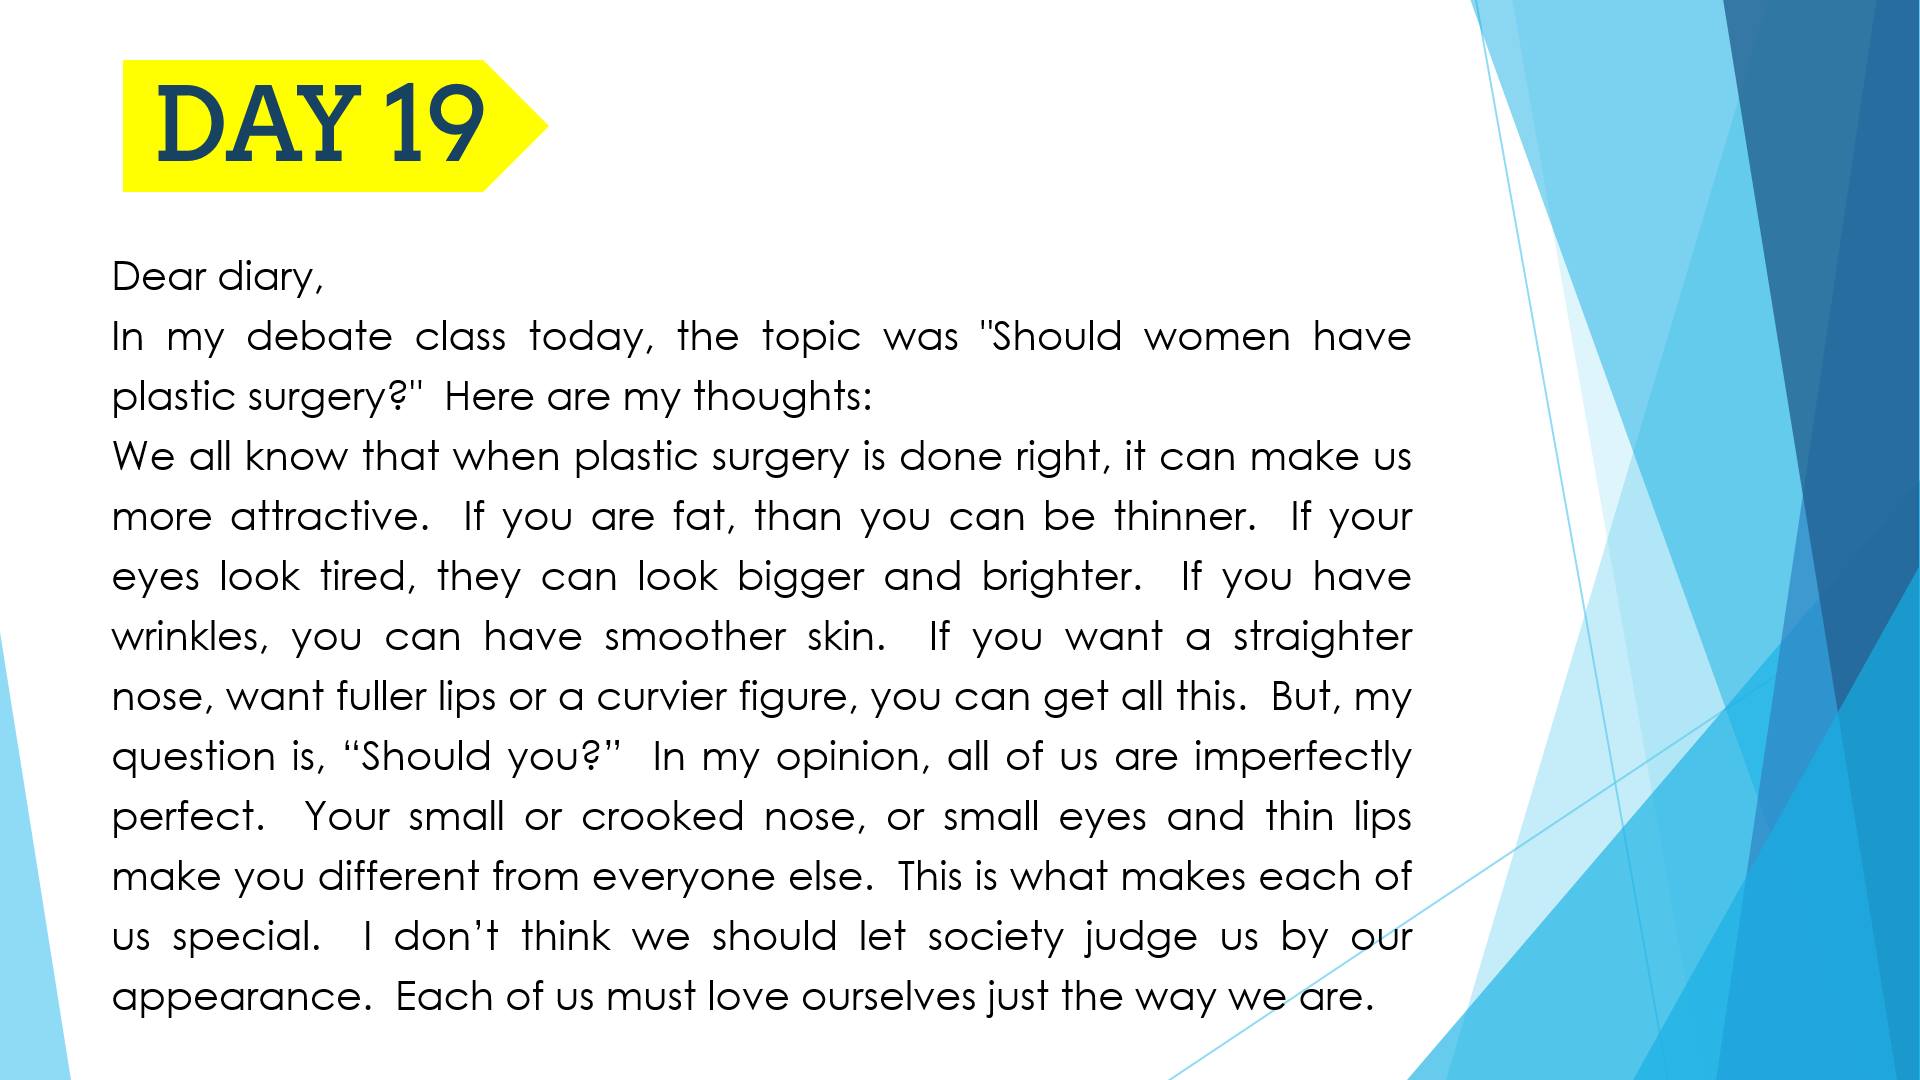 DAY 19
Dear diary,
In my debate class today, the topic was "Should women have
plastic surgery?"  Here are my thoughts:
We all know that when plastic surgery is done right, it can make us
more attractive.  If you are fat, than you can be thinner.  If your
eyes look tired, they can look bigger and brighter.  If you have
wrinkles, you can have smoother skin.  If you want a straighter
nose, want fuller lips or a curvier figure, you can get all this.  But, my
question is, “Should you?”  In my opinion, all of us are imperfectly
perfect.  Your small or crooked nose, or small eyes and thin lips
make you different from everyone else.  This is what makes each of
us special.  I don’t think we should let society judge us by our
appearance.  Each of us must love ourselves just the way we are.